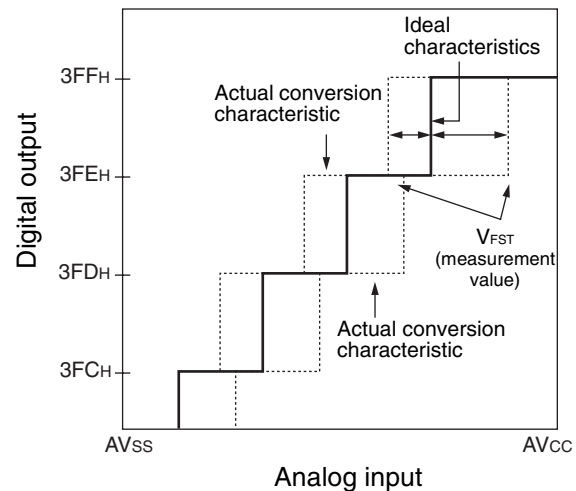 Ideal
characteristics
3FFH
Actual conversion
characteristic
3FEH
Digital output
VFST
(measurement
value)
3FDH
Actual conversion
characteristic
3FCH
AVSS
AVCC
Analog input